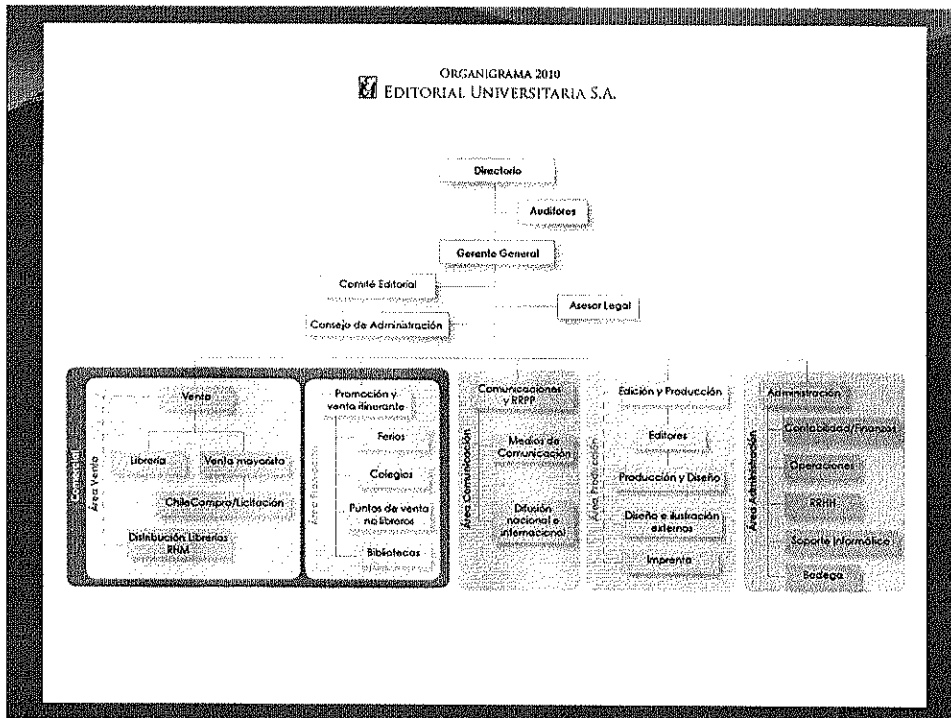 ORGANIGRAMA 2010
EDITORIAL UNIVERSITARIA S.A.
Directorio
Auditores
Gerente General
Comité Editorial
Asesor Legal
Consejo de Administración
Área Venta
Venta
Librería
Venta mayorista
ChileCompra/Licitación
Distribución Librerías
RHM
Promoción y
venta itinerante
Ferias
Colegios
Puntos de venta
no libreros
Bibliotecas
Área Comunicación
Comunicaciones
y RRPP
Medios de
Comunicación
Difusión
nacional e
internacional
Área Producción
Edición y Producción
Editores
Producción y Diseño
Diseño e ilustración
externos
Imprenta
Área Administración
Administración
Contabilidad/Finanzas
Operaciones
RRHH
Soporte Informático
Bodega